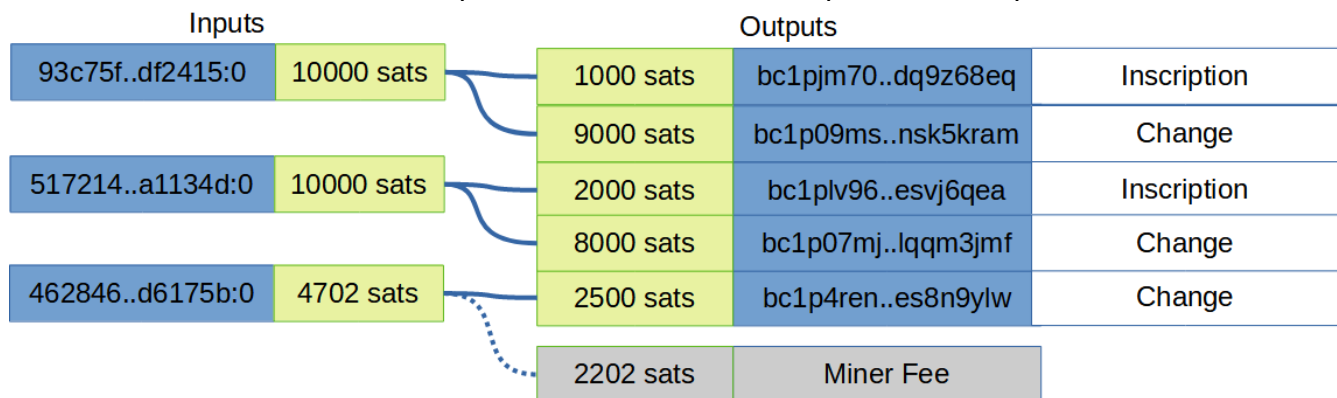 Inputs
Outputs
93c75f..df2415:0 10000 sats
1000 sats bc1pjm70..dq9z68eq Inscription
9000 sats bc1p09ms..nsk5kram Change
517214..a1134d:0 10000 sats
2000 sats bc1plv96..esvj6qea Inscription
8000 sats bc1p07mj..lqqm3jmf Change
462846..d6175b:0 4702 sats
2500 sats bc1p4ren..es8n9ylw Change
2202 sats Miner Fee